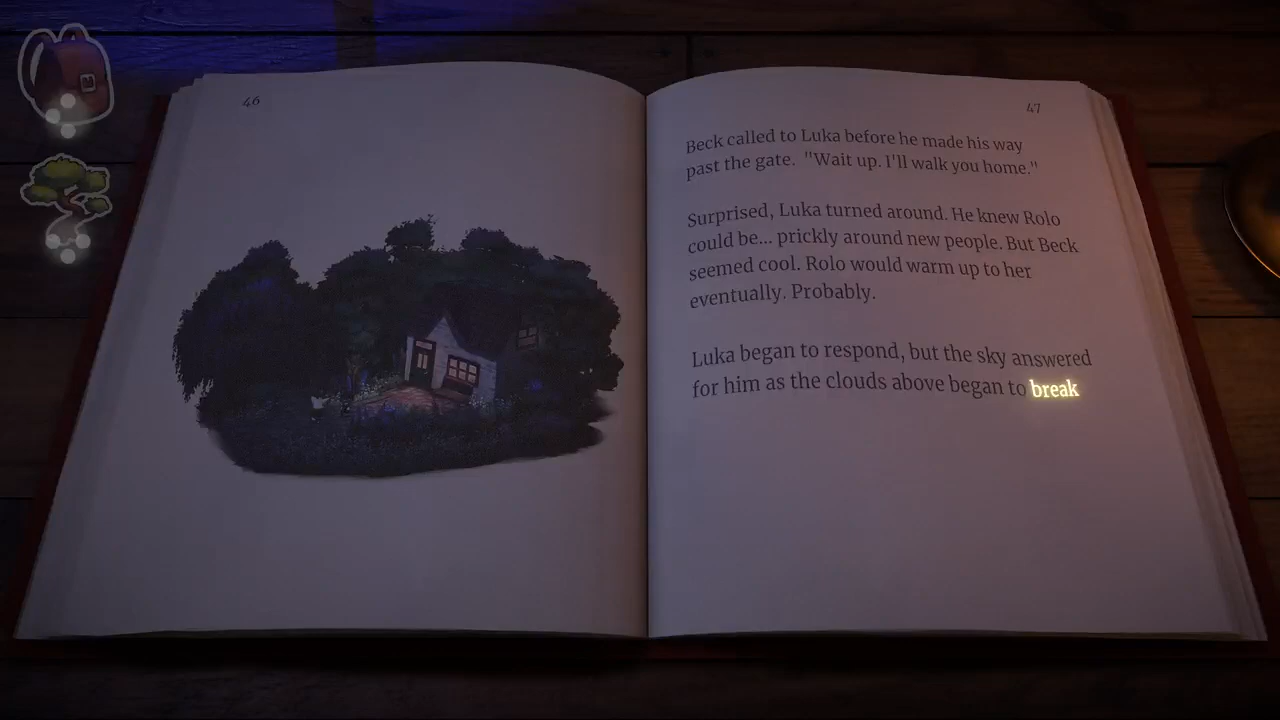 46
47
Beck called to Luka before he made his way
past the gate. "Wait up. I'll walk you home."
Surprised, Luka turned around. He knew Rolo
could be... prickly around new people. But Beck
seemed cool. Rolo would warm up to her
eventually. Probably.
Luka began to respond, but the sky answered
for him as the clouds above began to break